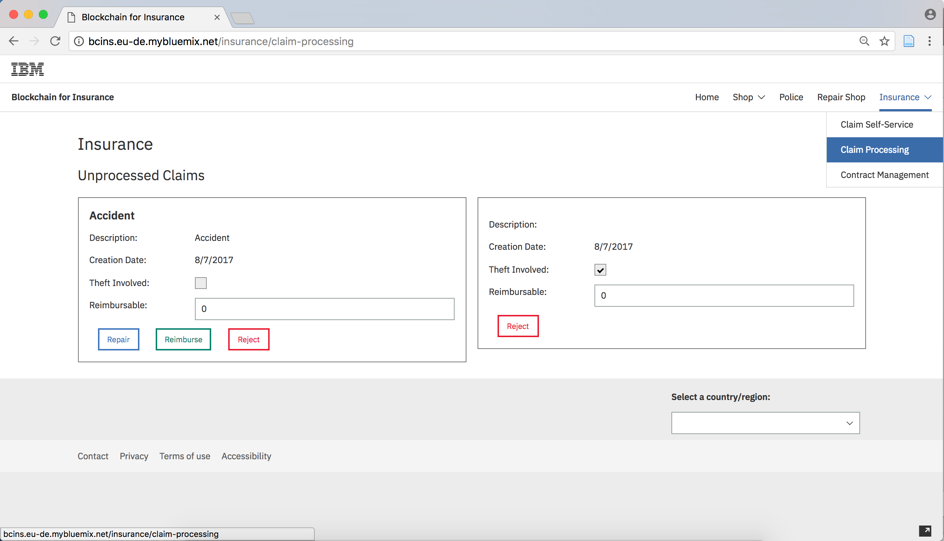 Blockchain for Insurance
bcins.eu-de.mybluemix.net/insurance/claim-processing
IBM
Blockchain for Insurance
Home Shop Police Repair Shop Insurance
Claim Self-Service
Claim Processing
Contract Management
Insurance
Unprocessed Claims
Accident
Description: Accident
Creation Date: 8/7/2017
Theft Involved:
Reimbursable: 0
Repair Reimburse Reject
Description:
Creation Date: 8/7/2017
Theft Involved:
Reimbursable: 0
Reject
Select a country/region:
Contact Privacy Terms of use Accessibility
bcins.eu-de.mybluemix.net/insurance/claim-processing